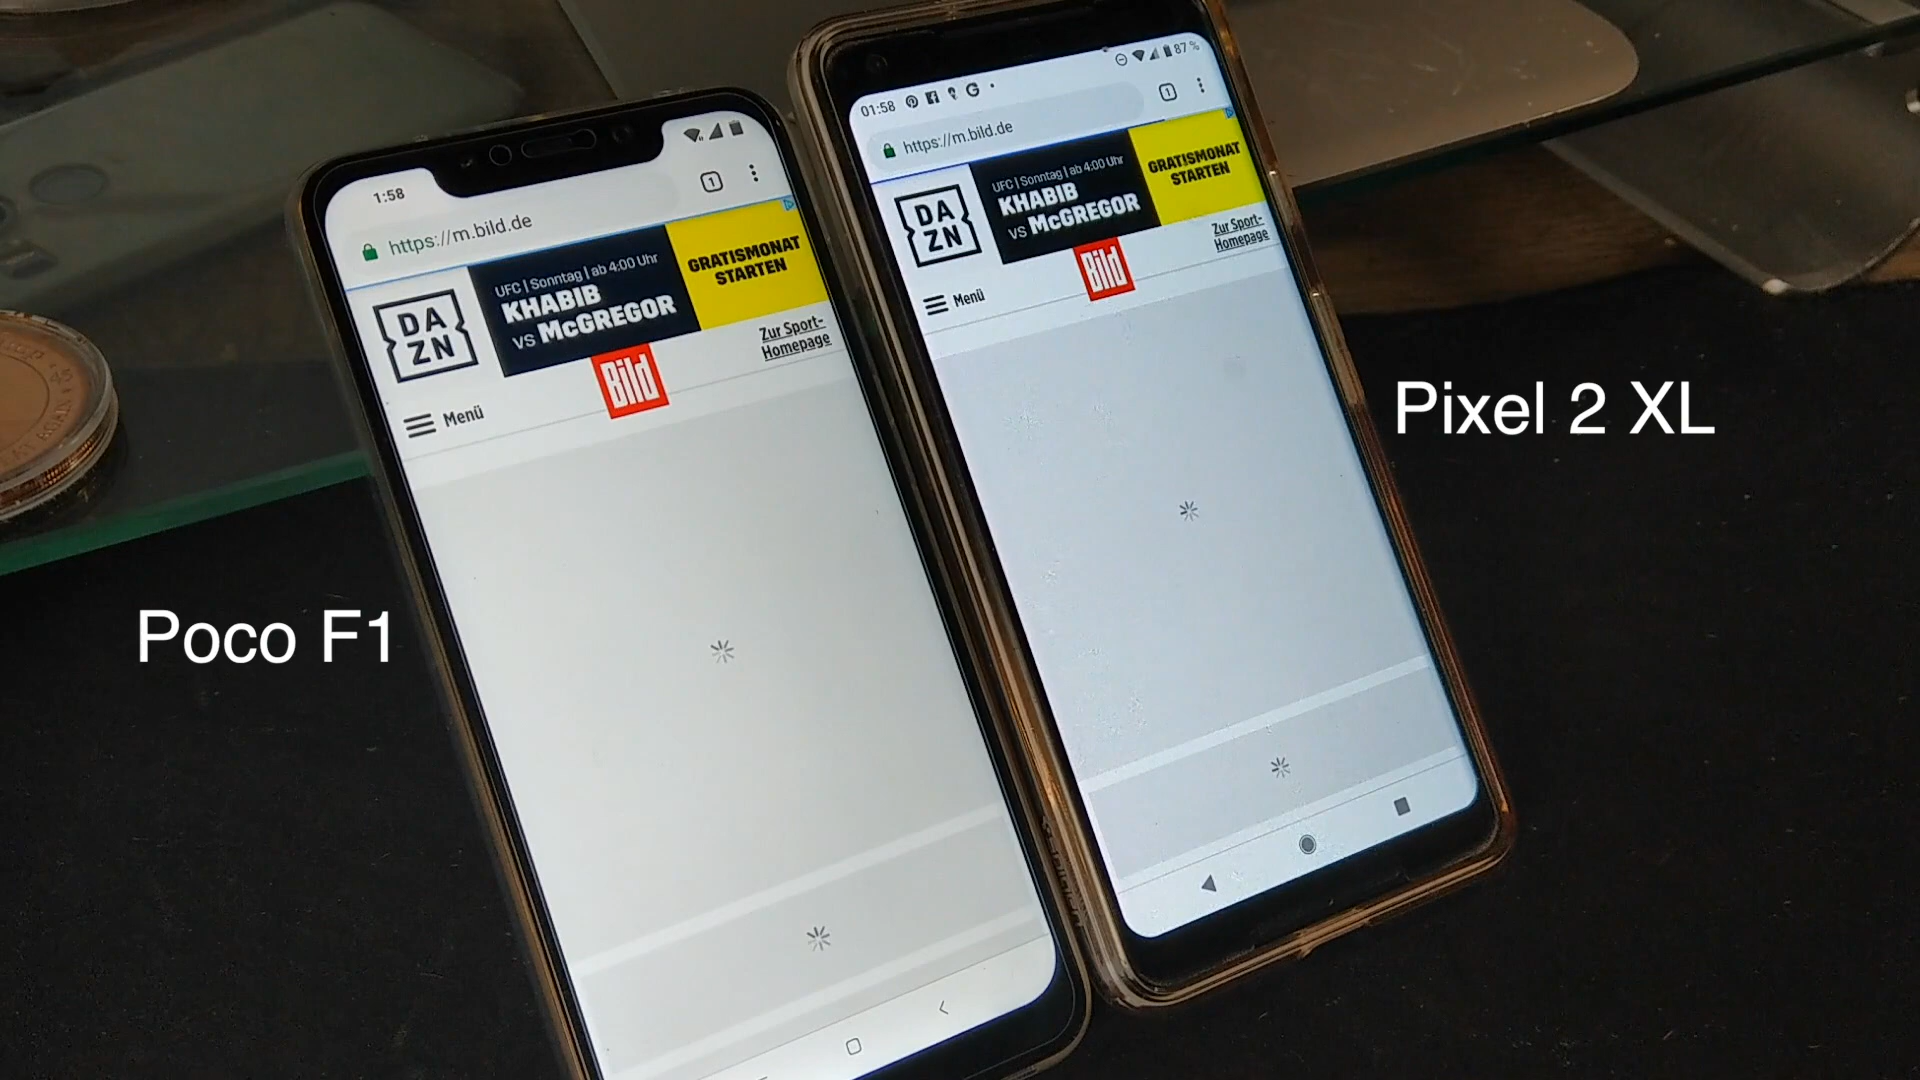 1:58
1
https://m.bild.de
DA
ZN
UFC | Sonntag | ab 4:00 Uhr
KHABIB
VS McGREGOR
GRATISMONAT
STARTEN
Menü
Bild
Zur Sport-
Homepage
Poco F1
01:58
G
87 %
1
https://m.bild.de
DA
ZN
UFC | Sonntag | ab 4:00 Uhr
KHABIB
VS McGREGOR
GRATISMONAT
STARTEN
Menü
Bild
Zur Sport-
Homepage
Pixel 2 XL